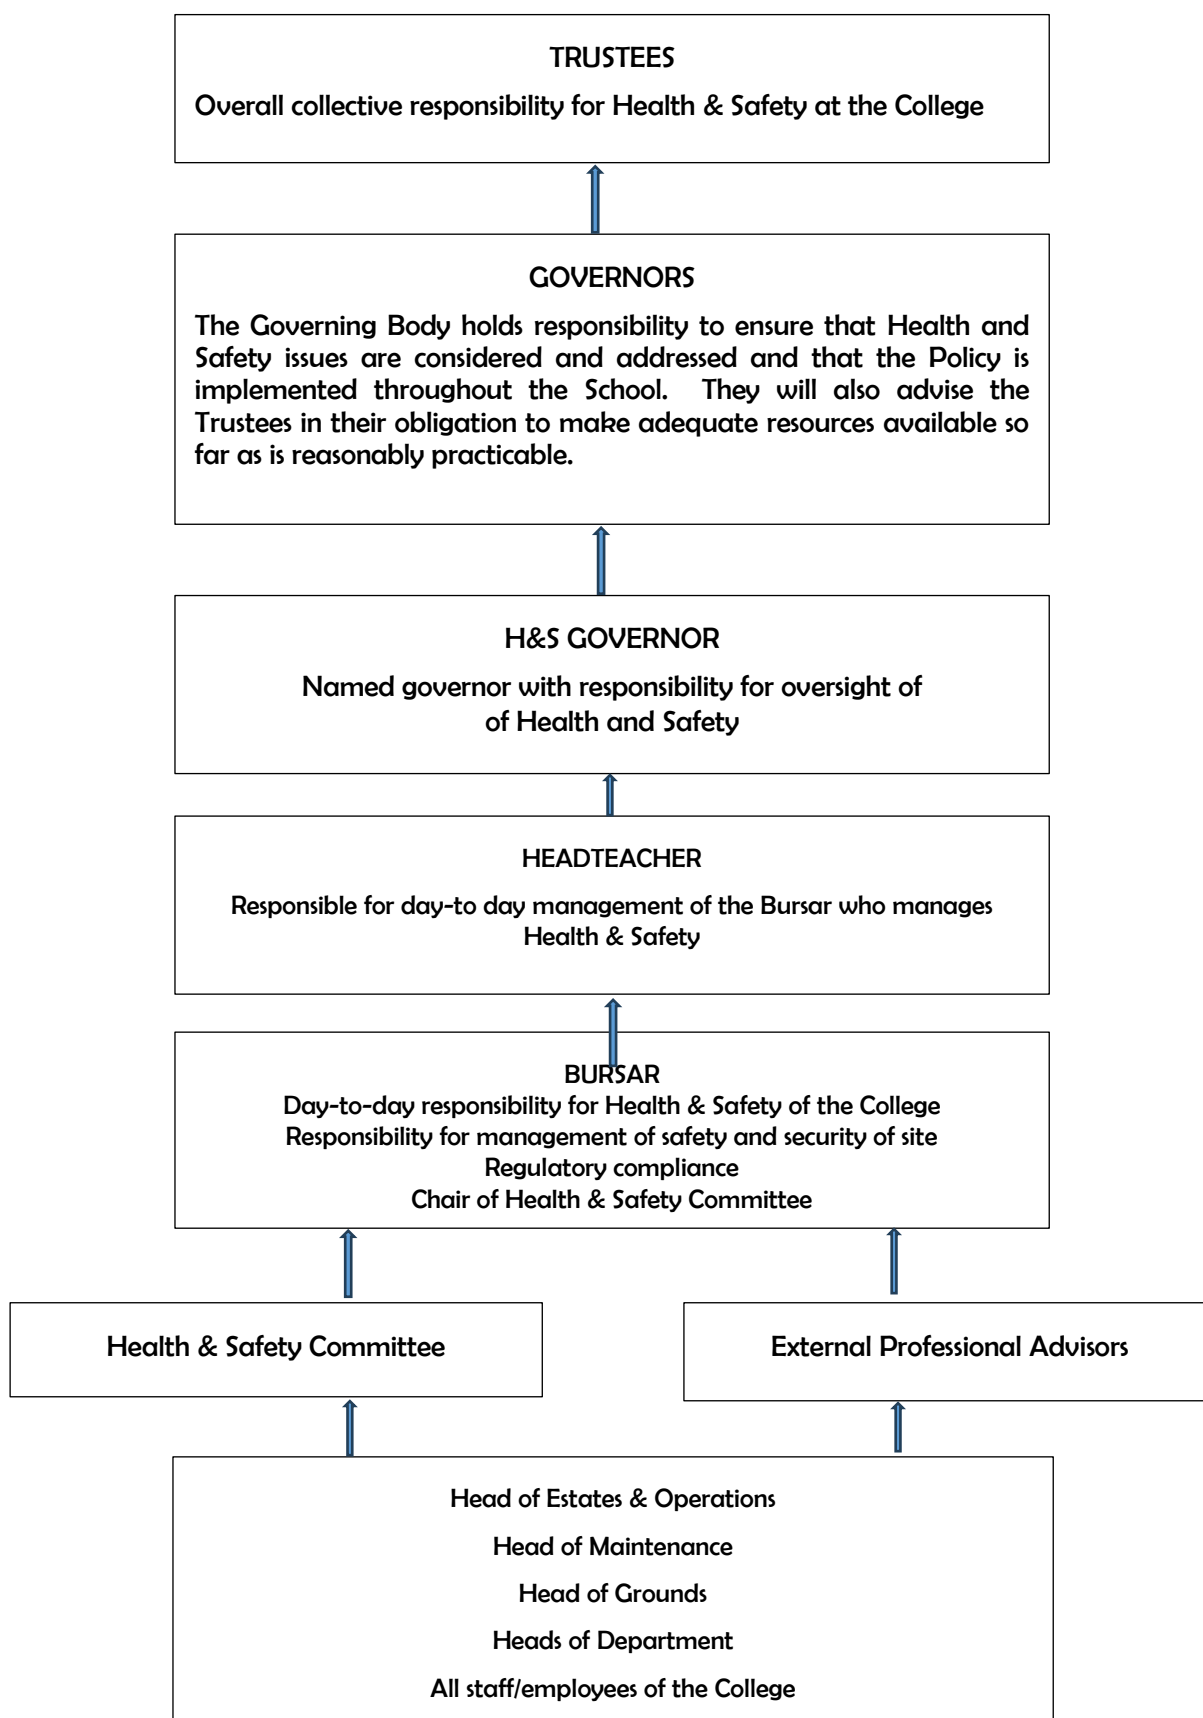 TRUSTEES
Overall collective responsibility for Health & Safety at the College
GOVERNORS
The Governing Body holds responsibility to ensure that Health and
Safety issues are considered and addressed and that the Policy is
implemented throughout the School. They will also advise the
Trustees in their obligation to make adequate resources available so
far as is reasonably practicable.
H&S GOVERNOR
Named governor with responsibility for oversight of
of Health and Safety
HEADTEACHER
Responsible for day-to day management of the Bursar who manages
Health & Safety
BURSAR
Day-to-day responsibility for Health & Safety of the College
Responsibility for management of safety and security of site
Regulatory compliance
Chair of Health & Safety Committee
Health & Safety Committee
External Professional Advisors
Head of Estates & Operations
Head of Maintenance
Head of Grounds
Heads of Department
All staff/employees of the College